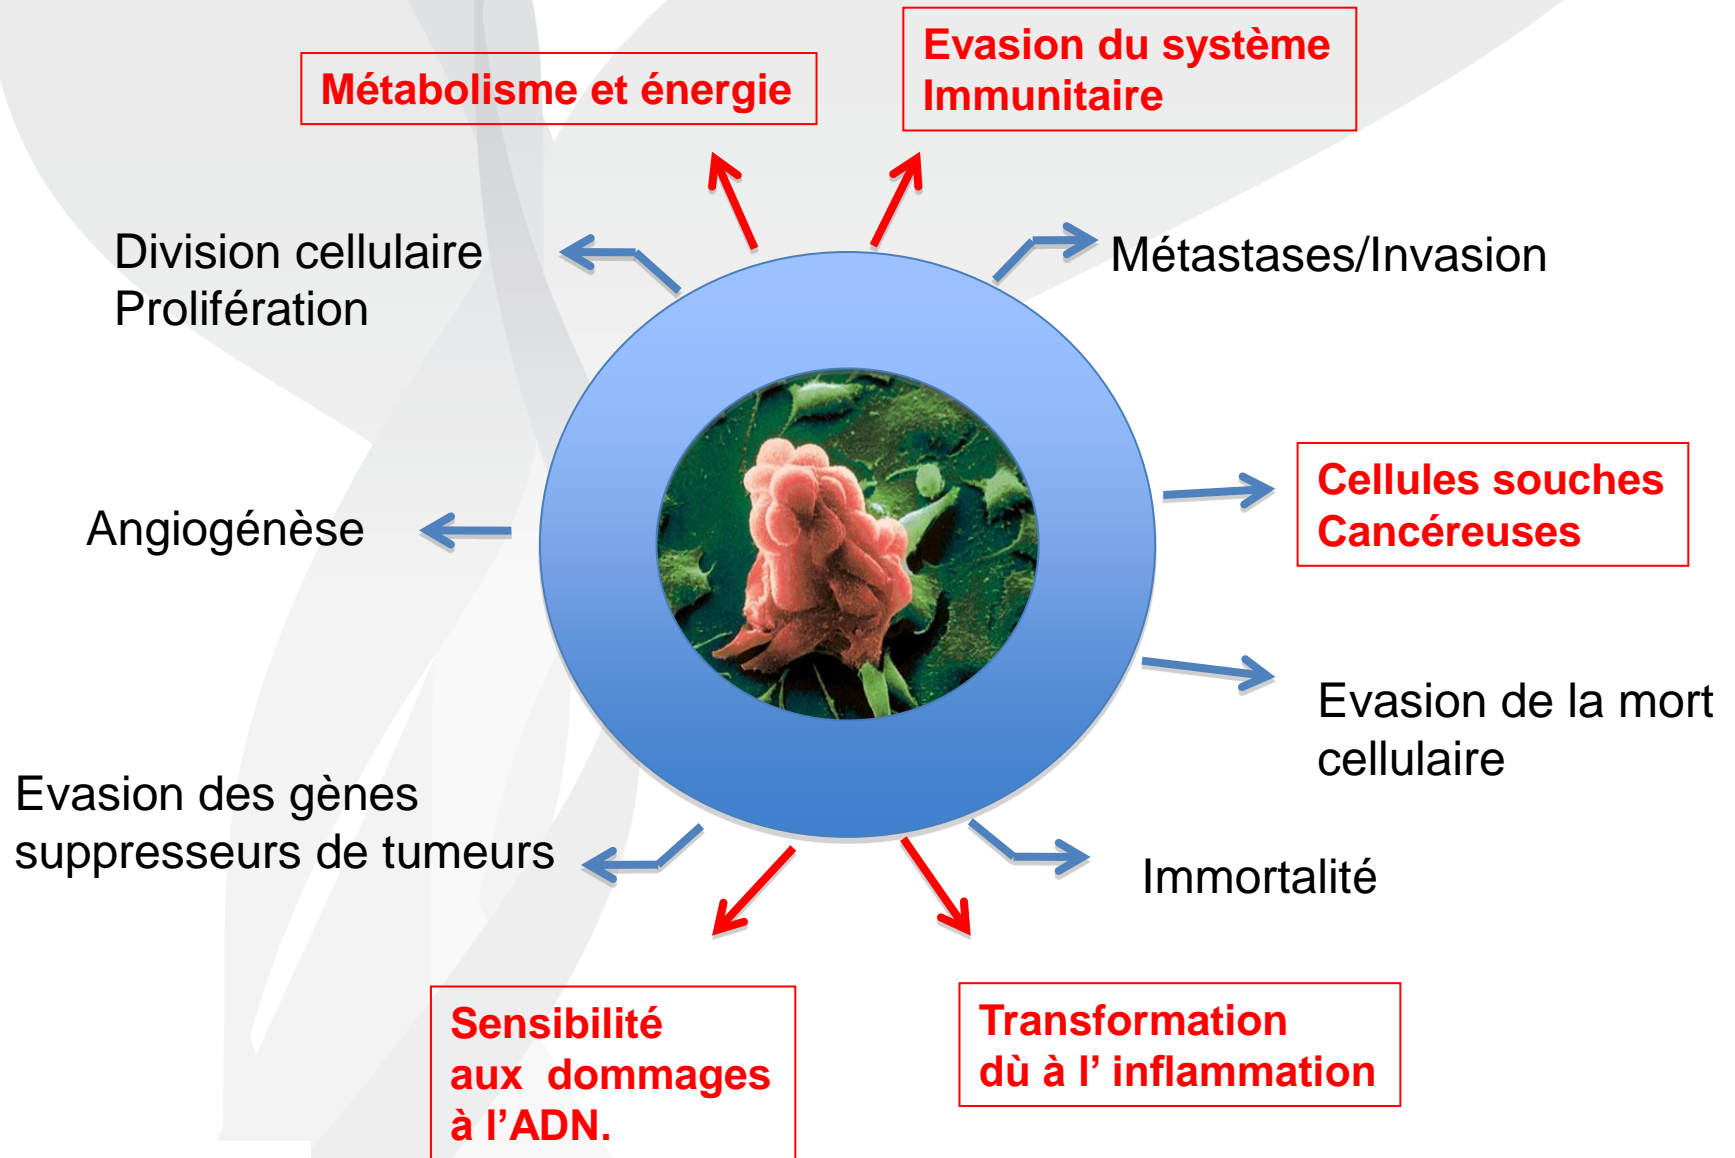 Métabolisme et énergie
Evasion du système
Immunitaire
Division cellulaire
Prolifération
Métastases/Invasion
Angiogénèse
Cellules souches
Cancéreuses
Evasion de la mort
cellulaire
Evasion des gènes
suppresseurs de tumeurs
Immortalité
Sensibilité
aux dommages
à l’ADN.
Transformation
dù à l’ inflammation